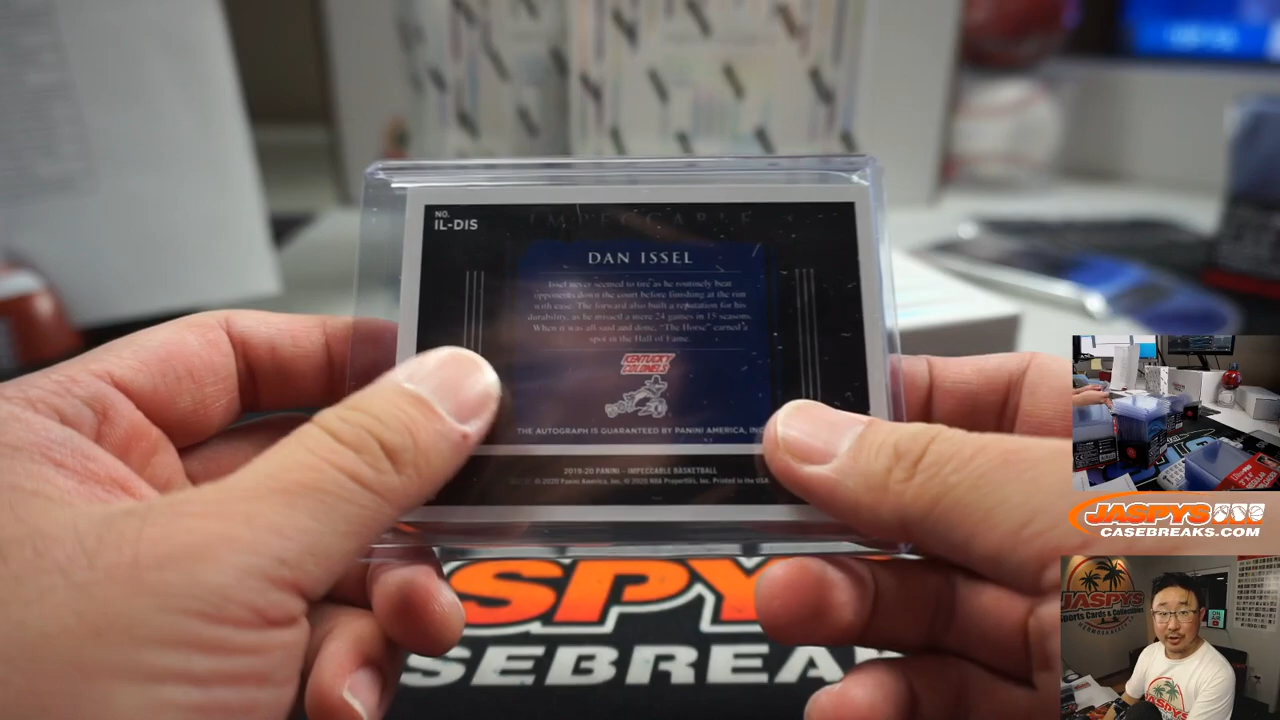 NO.
IL-DIS
IMPECCABLE
DAN ISSEL
Issel never seemed to tire as he routinely beat
opponents down the court before finishing at the rim
with ease. The forward also built a reputation for his
durability, as he missed a mere 24 games in 15 seasons.
When it was all said and done, "The Horse" earned a
spot in the Hall of Fame.
KENTUCKY
COLONELS
THE AUTOGRAPH IS GUARANTEED BY PANINI AMERICA, INC
2019-20 PANINI - IMPECCABLE BASKETBALL
© 2020 Panini America, Inc. © 2020 NBA Properties, Inc. Printed in the USA
SPY
SEBREAK
JASPYS
CASEBREAKS.COM
JASPYS
Sports Cards & Collectibles
ON
AIR